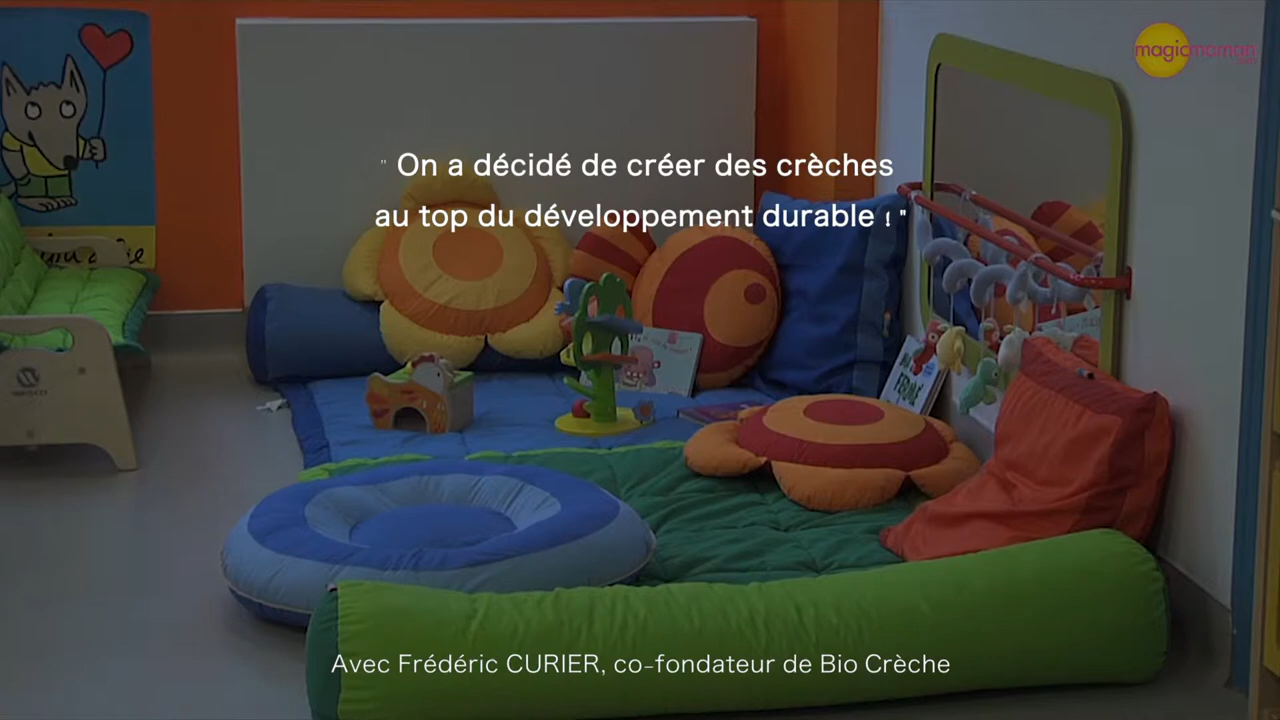 magicmaman
" On a décidé de créer des crèches
au top du développement durable ! "
Avec Frédéric CURIER, co-fondateur de Bio Crèche